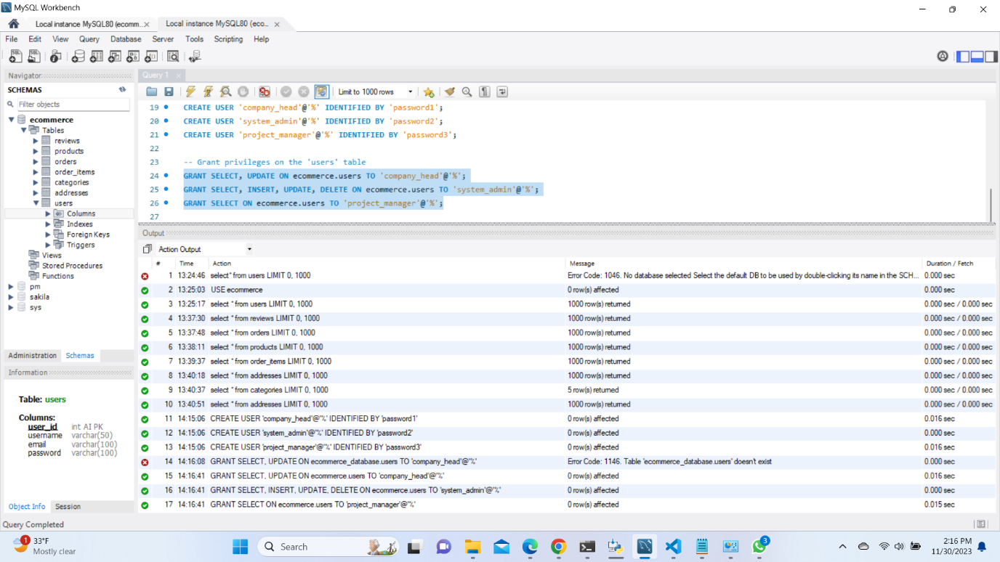 MySQL Workbench
Local instance MySQL80 (ecomm... × Local instance MySQL80 (eco... ×
File Edit View Query Database Server Tools Scripting Help
Navigator
SCHEMAS
Filter objects
ecommerce
Tables
reviews
products
orders
order_items
categories
addresses
users
Columns
Indexes
Foreign Keys
Triggers
Views
Stored Procedures
Functions
pm
sakila
sys
Administration Schemas
Information
Table: users
Columns:
user_id int AI PK
username varchar(50)
email varchar(100)
password varchar(100)
Object Info Session
Query 1 ×
Limit to 1000 rows
19 CREATE USER 'company_head'@'%' IDENTIFIED BY 'password1';
20 CREATE USER 'system_admin'@'%' IDENTIFIED BY 'password2';
21 CREATE USER 'project_manager'@'%' IDENTIFIED BY 'password3';
22
23 -- Grant privileges on the 'users' table
24 GRANT SELECT, UPDATE ON ecommerce.users TO 'company_head'@'%';
25 GRANT SELECT, INSERT, UPDATE, DELETE ON ecommerce.users TO 'system_admin'@'%';
26 GRANT SELECT ON ecommerce.users TO 'project_manager'@'%';
27
Output
Action Output
# Time Action Message Duration / Fetch
1 13:24:46 select* from users LIMIT 0, 1000 Error Code: 1046. No database selected Select the default DB to be used by double-clicking its name in the SCH... 0.000 sec
2 13:25:03 USE ecommerce 0 row(s) affected 0.000 sec
3 13:25:17 select * from users LIMIT 0, 1000 1000 row(s) returned 0.000 sec / 0.000 sec
4 13:37:30 select * from reviews LIMIT 0, 1000 1000 row(s) returned 0.000 sec / 0.000 sec
5 13:37:48 select * from orders LIMIT 0, 1000 1000 row(s) returned 0.000 sec / 0.000 sec
6 13:38:11 select * from products LIMIT 0, 1000 1000 row(s) returned 0.000 sec / 0.000 sec
7 13:39:37 select * from order_items LIMIT 0, 1000 1000 row(s) returned 0.000 sec / 0.000 sec
8 13:40:18 select * from addresses LIMIT 0, 1000 1000 row(s) returned 0.000 sec / 0.000 sec
9 13:40:37 select * from categories LIMIT 0, 1000 5 row(s) returned 0.000 sec / 0.000 sec
10 13:40:51 select * from addresses LIMIT 0, 1000 1000 row(s) returned 0.000 sec / 0.000 sec
11 14:15:06 CREATE USER 'company_head'@'%' IDENTIFIED BY 'password1' 0 row(s) affected 0.016 sec
12 14:15:06 CREATE USER 'system_admin'@'%' IDENTIFIED BY 'password2' 0 row(s) affected 0.000 sec
13 14:15:06 CREATE USER 'project_manager'@'%' IDENTIFIED BY 'password3' 0 row(s) affected 0.016 sec
14 14:16:08 GRANT SELECT, UPDATE ON ecommerce_database.users TO 'company_head'@'%' Error Code: 1146. Table 'ecommerce_database.users' doesn't exist 0.000 sec
15 14:16:41 GRANT SELECT, UPDATE ON ecommerce.users TO 'company_head'@'%' 0 row(s) affected 0.016 sec
16 14:16:41 GRANT SELECT, INSERT, UPDATE, DELETE ON ecommerce.users TO 'system_admin'@'%' 0 row(s) affected 0.000 sec
17 14:16:41 GRANT SELECT ON ecommerce.users TO 'project_manager'@'%' 0 row(s) affected 0.015 sec
Query Completed
1 33°F
Mostly clear
Search
3
2:16 PM
11/30/2023